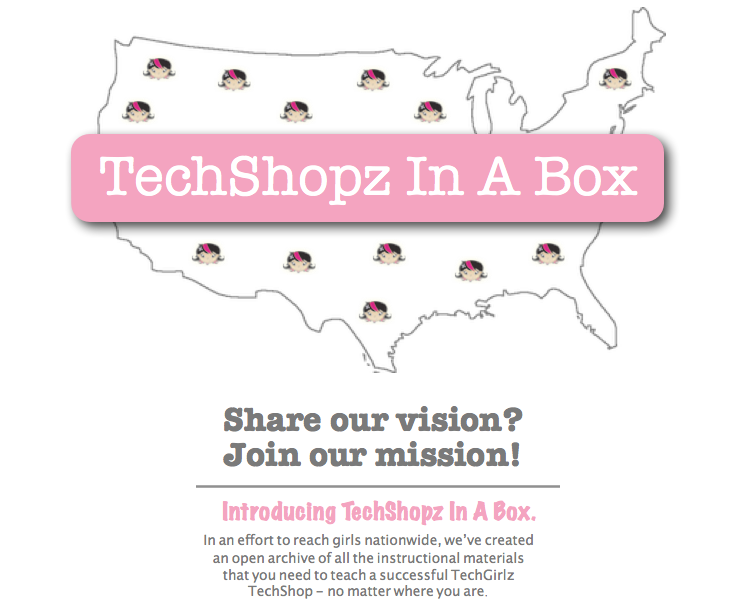 TechShopz In A Box
Share our vision?
Join our mission!
Introducing TechShopz In A Box.
In an effort to reach girls nationwide, we've created
an open archive of all the instructional materials
that you need to teach a successful TechGirlz
TechShop – no matter where you are.